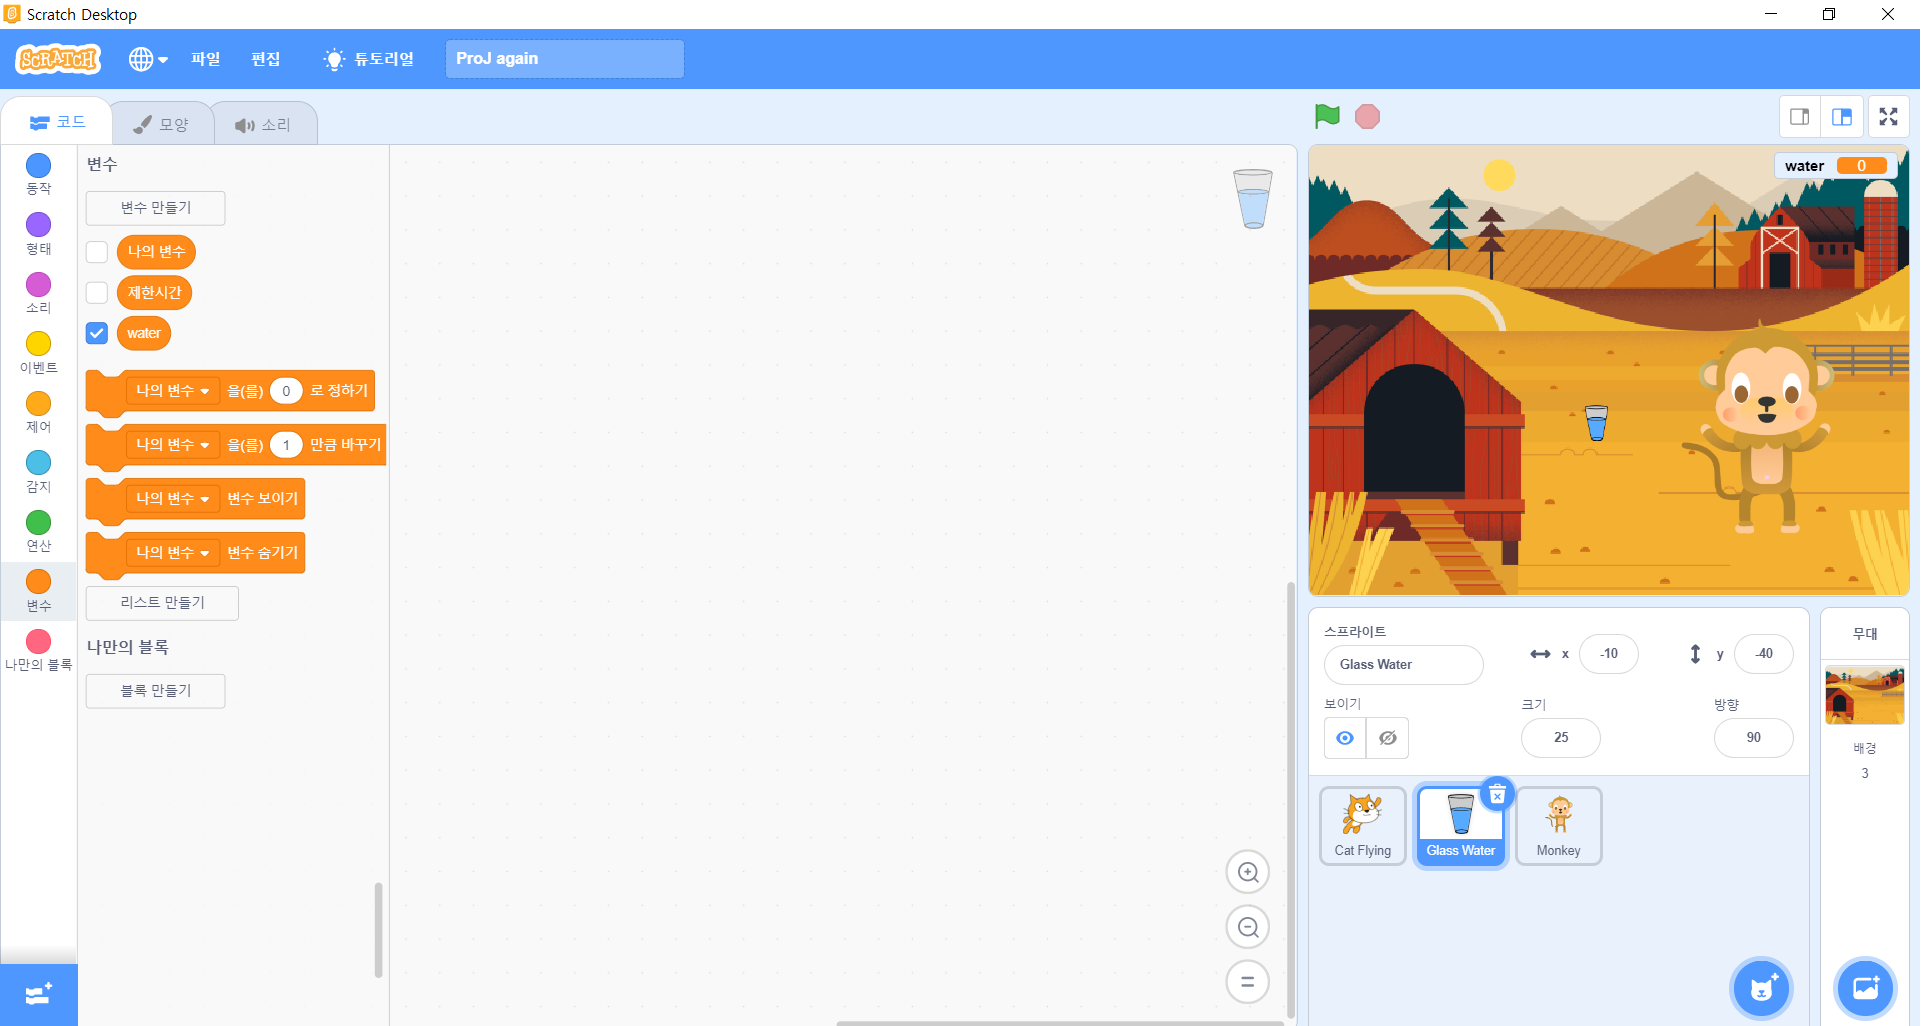 Scratch Desktop
SCRATCH 파일 편집 튜토리얼 ProJ again
코드 모양 소리
동작
형태
소리
이벤트
제어
감지
연산
변수
나만의 블록
변수
변수 만들기
나의 변수
제한시간
water
나의 변수 을(를) 0 로 정하기
나의 변수 을(를) 1 만큼 바꾸기
나의 변수 변수 보이기
나의 변수 변수 숨기기
리스트 만들기
나만의 블록
블록 만들기
water 0
스프라이트
Glass Water x -10 y -40
보이기 크기 방향
25 90
Cat Flying Glass Water Monkey
무대
배경
3